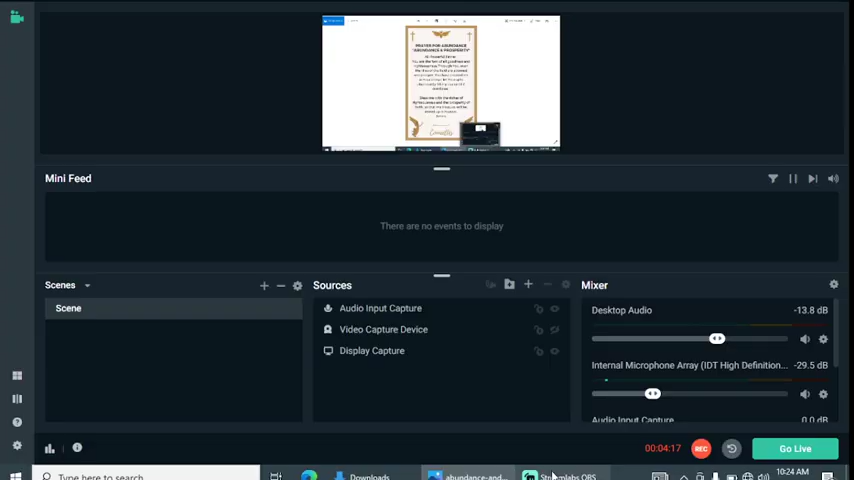 PRAYER FOR ABUNDANCE
"ABUNDANCE & PROSPERITY"
Mini Feed
There are no events to display
Scenes
Sources
Mixer
Scene
Audio Input Capture
Video Capture Device
Display Capture
Desktop Audio
-13.8 dB
Internal Microphone Array (IDT High Definition...
-29.5 dB
Audio Input Capture
0.0 dB
00:04:17
REC
Go Live
Type here to search
Downloads
abundance-and...
Streamlabs OBS
10:24 AM